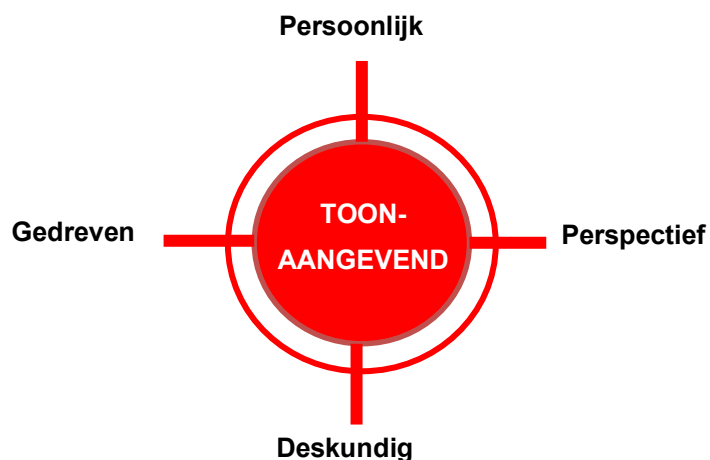 Persoonlijk
TOON-
Gedreven
Perspectief
AANGEVEND
Deskundig